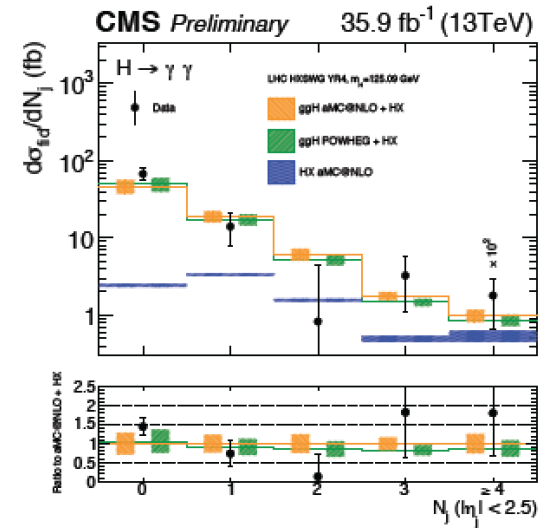 CMS Preliminary 35.9 fb⁻¹ (13TeV)
dσfid/dNj (fb)
10³
10²
10
1
H → γ γ
Data
LHC HXSWG YR4, mH=125.09 GeV
ggH aMC@NLO + HX
ggH POWHEG + HX
HX aMC@NLO
× 10²
Ratio to aMC@NLO + HX
2.5
2
1.5
1
0.5
0
0 1 2 3 ≥ 4
Nj (|ηj| < 2.5)